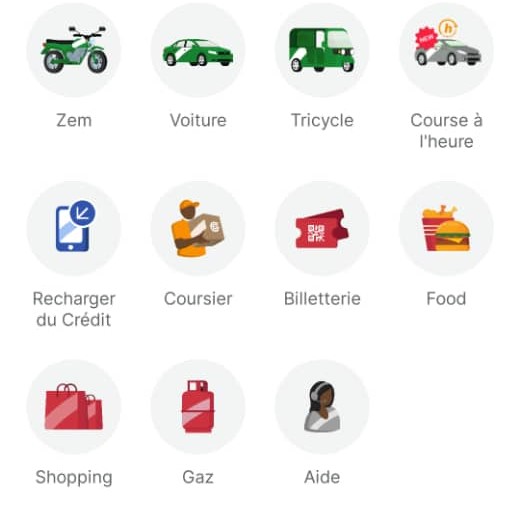 NEW
h
Zem
Voiture
Tricycle
Course à
l'heure
G
Recharger
du Crédit
Coursier
Billetterie
Food
Shopping
Gaz
Aide